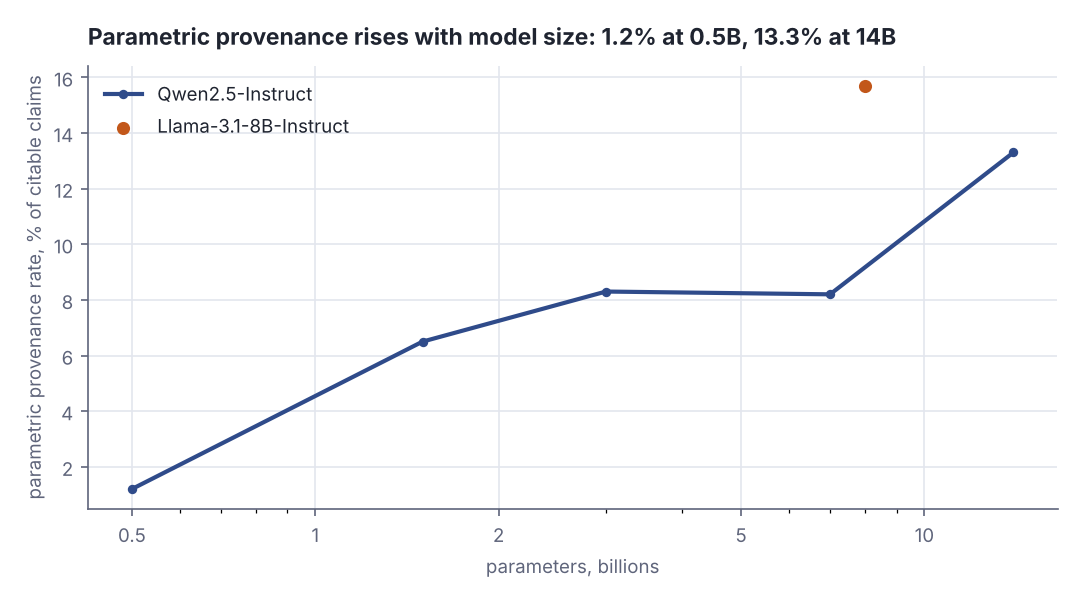 Parametric provenance rises with model size: 1.2% at 0.5B, 13.3% at 14B
parametric provenance rate, % of citable claims
16
14
12
10
8
6
4
2
Qwen2.5-Instruct
Llama-3.1-8B-Instruct
0.5
1
2
5
10
parameters, billions